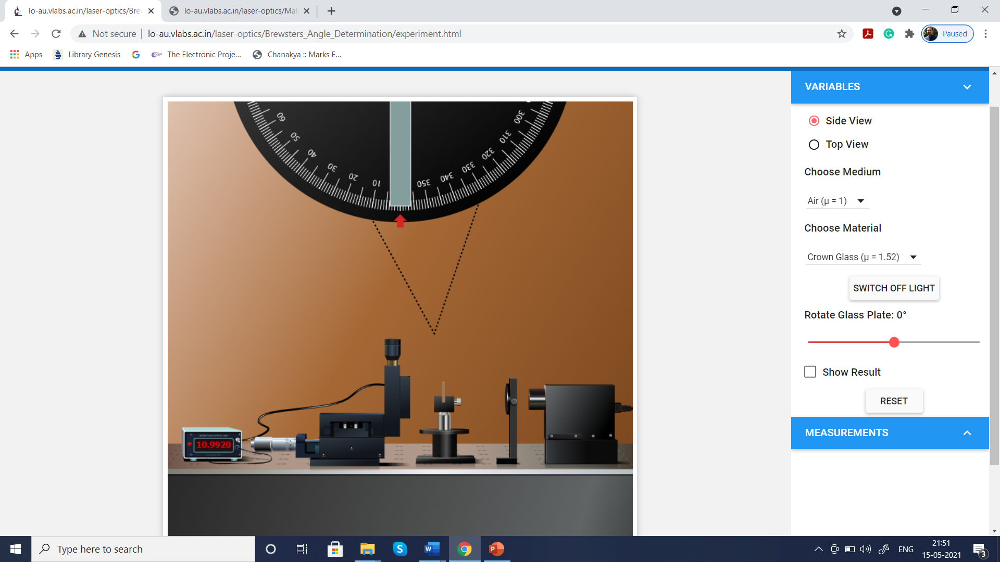 lo-au.vlabs.ac.in/laser-optics/Bre
lo-au.vlabs.ac.in/laser-optics/Mal
Not secure
lo-au.vlabs.ac.in/laser-optics/Brewsters_Angle_Determination/experiment.html
Paused
Apps
Library Genesis
The Electronic Proje...
Chanakya :: Marks E...
60
50
40
30
20
10
350
340
330
320
310
300
10.9920
VARIABLES
Side View
Top View
Choose Medium
Air (μ = 1)
Choose Material
Crown Glass (μ = 1.52)
SWITCH OFF LIGHT
Rotate Glass Plate: 0°
Show Result
RESET
MEASUREMENTS
Type here to search
ENG
21:51
15-05-2021
3